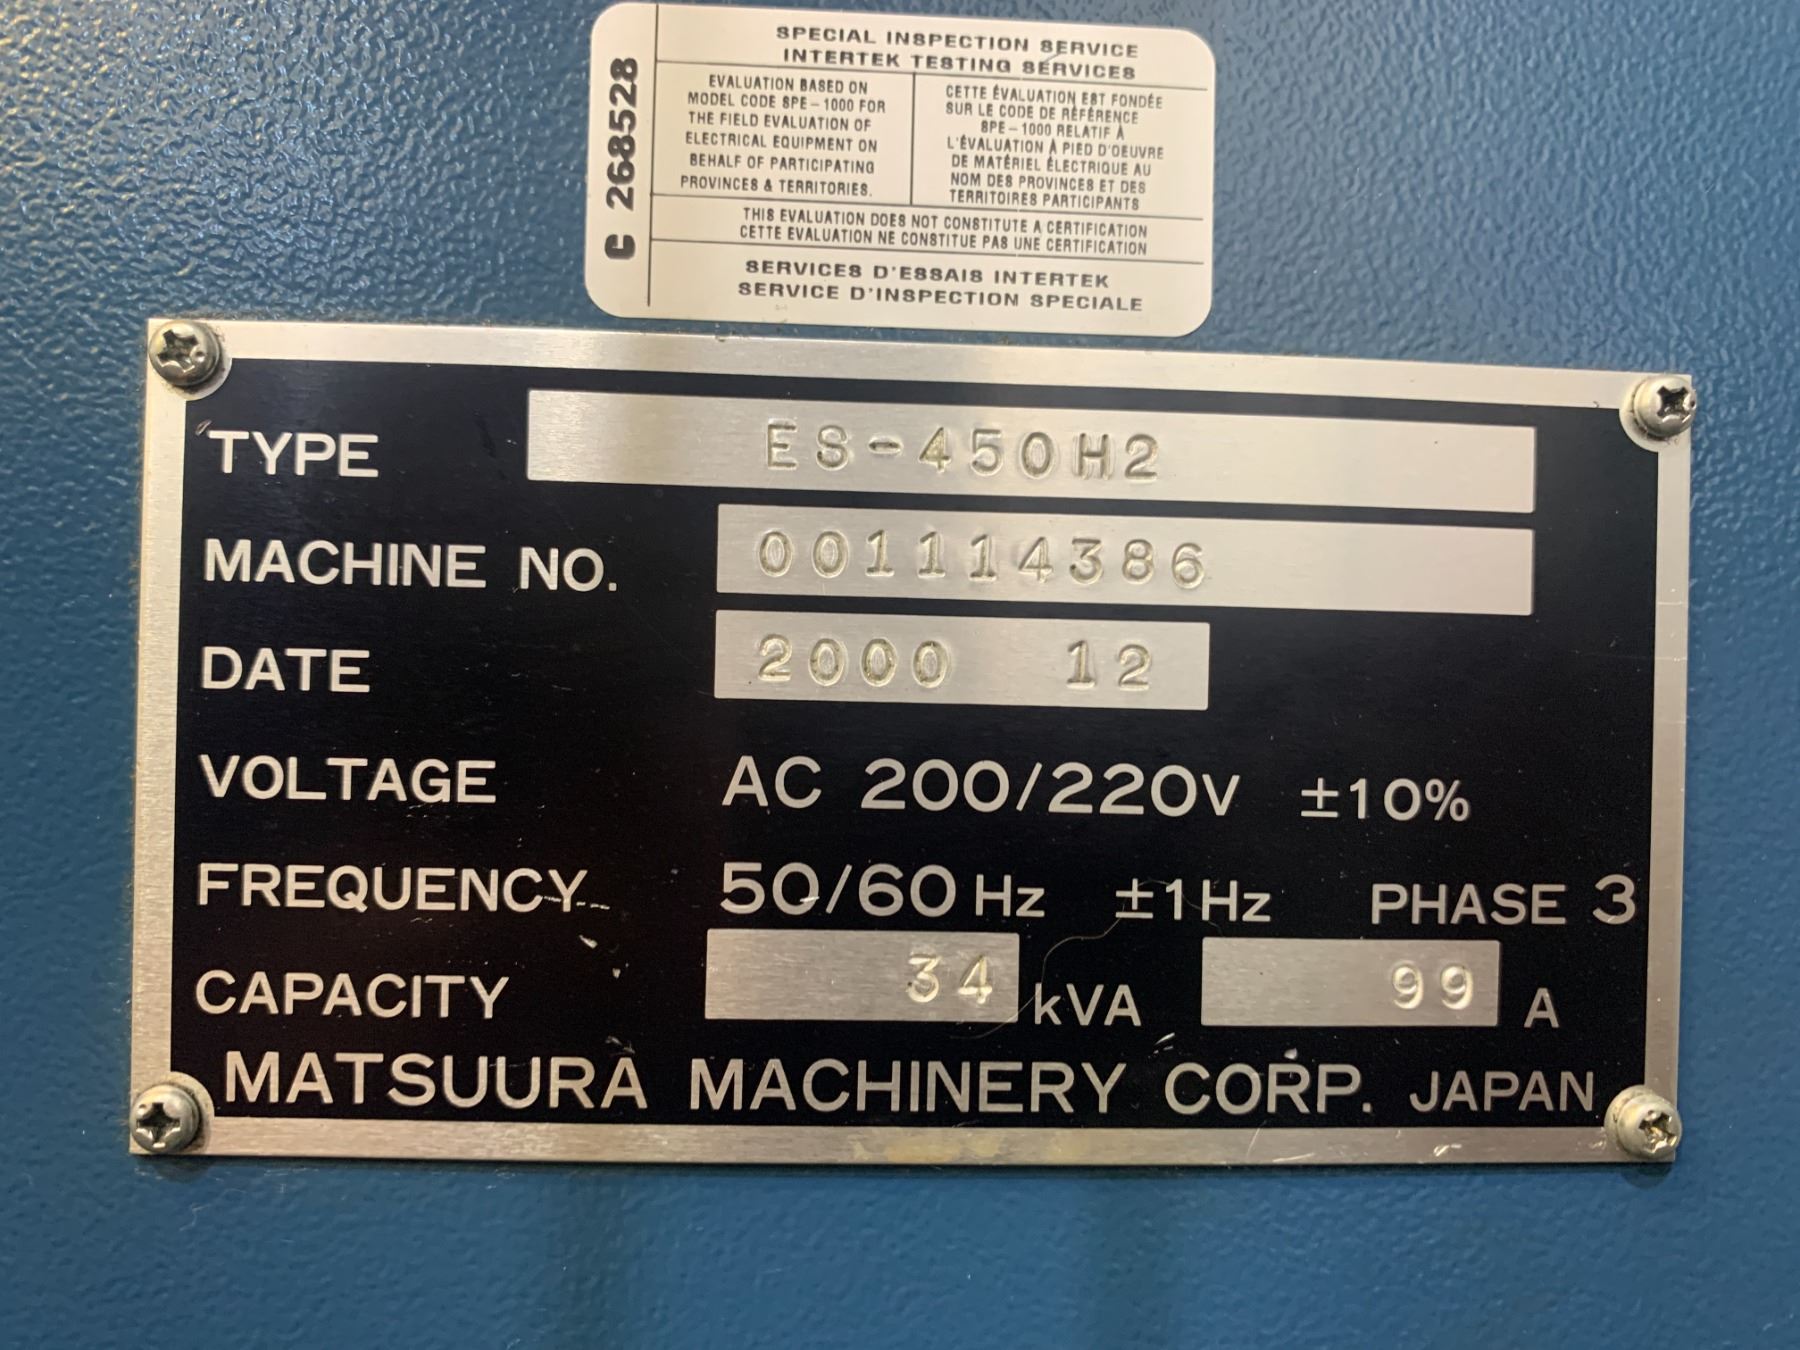 C 268528
SPECIAL INSPECTION SERVICE
INTERTEK TESTING SERVICES
EVALUATION BASED ON
MODEL CODE SPE – 1000 FOR
THE FIELD EVALUATION OF
ELECTRICAL EQUIPMENT ON
BEHALF OF PARTICIPATING
PROVINCES & TERRITORIES.
CETTE ÉVALUATION EST FONDÉE
SUR LE CODE DE RÉFÉRENCE
SPE – 1000 RELATIF À
L'ÉVALUATION À PIED D'OEUVRE
DE MATÉRIEL ÉLECTRIQUE AU
NOM DES PROVINCES ET DES
TERRITOIRES PARTICIPANTS
THIS EVALUATION DOES NOT CONSTITUTE A CERTIFICATION
CETTE EVALUATION NE CONSTITUE PAS UNE CERTIFICATION
SERVICES D'ESSAIS INTERTEK
SERVICE D'INSPECTION SPECIALE
TYPE ES-450H2
MACHINE NO. 001114386
DATE 2000 12
VOLTAGE AC 200/220V ±10%
FREQUENCY 50/60 Hz ±1Hz PHASE 3
CAPACITY 34 kVA 99 A
MATSUURA MACHINERY CORP. JAPAN